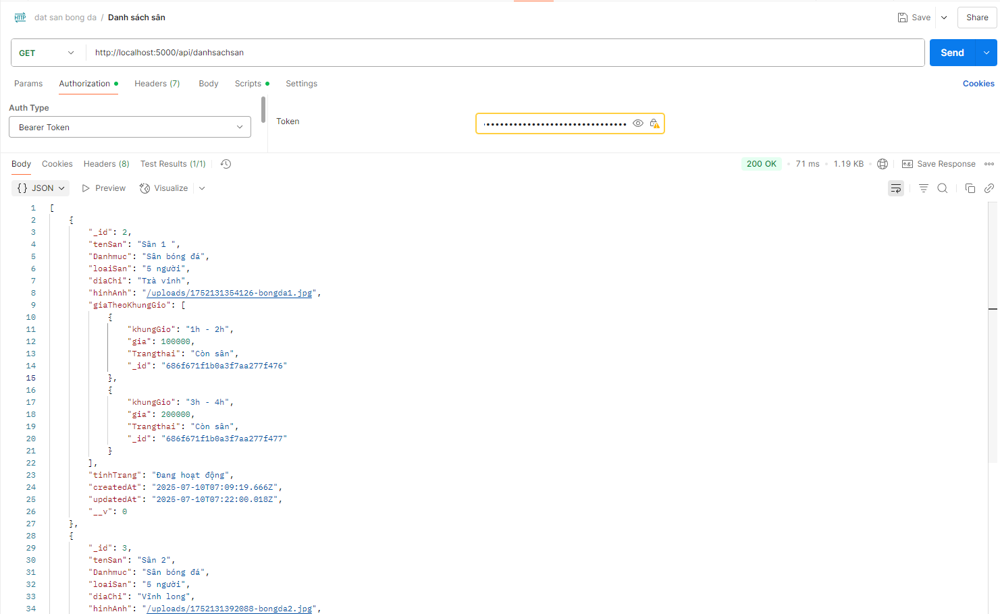 HTTP dat san bong da / Danh sách sân Save Share
GET http://localhost:5000/api/danhsachsan Send
Params Authorization Headers (7) Body Scripts Settings Cookies
Auth Type
Bearer Token
Token
Body Cookies Headers (8) Test Results (1/1) 200 OK 71 ms 1.19 KB e.g. Save Response
{} JSON Preview Visualize
1 [
2 {
3 "_id": 2,
4 "tenSan": "Sân 1 ",
5 "Danhmuc": "Sân bóng đá",
6 "loaiSan": "5 người",
7 "diaChi": "Trà vinh",
8 "hinhAnh": "/uploads/1752131354126-bongda1.jpg",
9 "giaTheoKhungGio": [
10 {
11 "khungGio": "1h - 2h",
12 "gia": 100000,
13 "Trangthai": "Còn sân",
14 "_id": "686f671f1b0a3f7aa277f476"
15 },
16 {
17 "khungGio": "3h - 4h",
18 "gia": 200000,
19 "Trangthai": "Còn sân",
20 "_id": "686f671f1b0a3f7aa277f477"
21 }
22 ],
23 "tinhTrang": "Đang hoạt động",
24 "createdAt": "2025-07-10T07:09:19.666Z",
25 "updatedAt": "2025-07-10T07:22:00.018Z",
26 "__v": 0
27 },
28 {
29 "_id": 3,
30 "tenSan": "Sân 2",
31 "Danhmuc": "Sân bóng đá",
32 "loaiSan": "5 người",
33 "diaChi": "Vĩnh long",
34 "hinhAnh": "/uploads/1752131392088-bongda2.jpg",